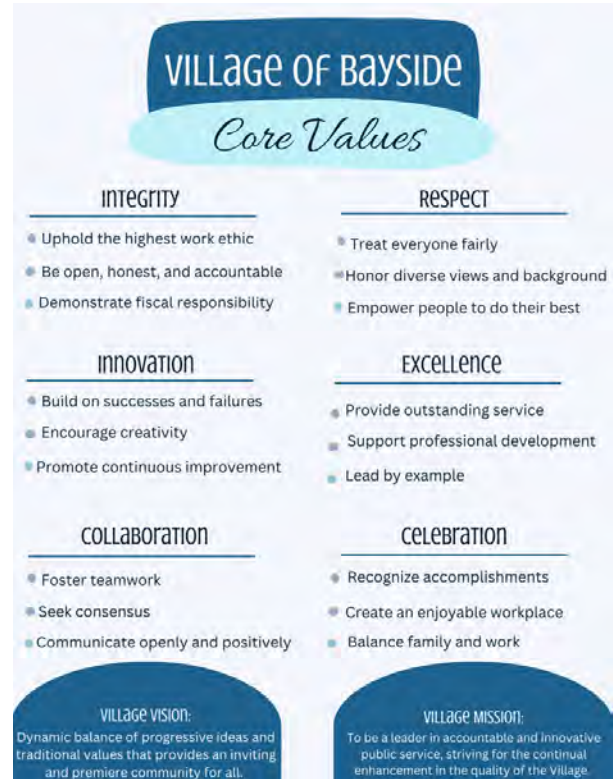 Village of Bayside
Core Values
Integrity
Uphold the highest work ethic
Be open, honest, and accountable
Demonstrate fiscal responsibility
Respect
Treat everyone fairly
Honor diverse views and background
Empower people to do their best
Innovation
Build on successes and failures
Encourage creativity
Promote continuous improvement
Excellence
Provide outstanding service
Support professional development
Lead by example
Collaboration
Foster teamwork
Seek consensus
Communicate openly and positively
Celebration
Recognize accomplishments
Create an enjoyable workplace
Balance family and work
Village Vision:
Dynamic balance of progressive ideas and
traditional values that provides an inviting
and premiere community for all.
Village Mission:
To be a leader in accountable and innovative
public service, striving for the continual
enhancement in the quality of the Village.